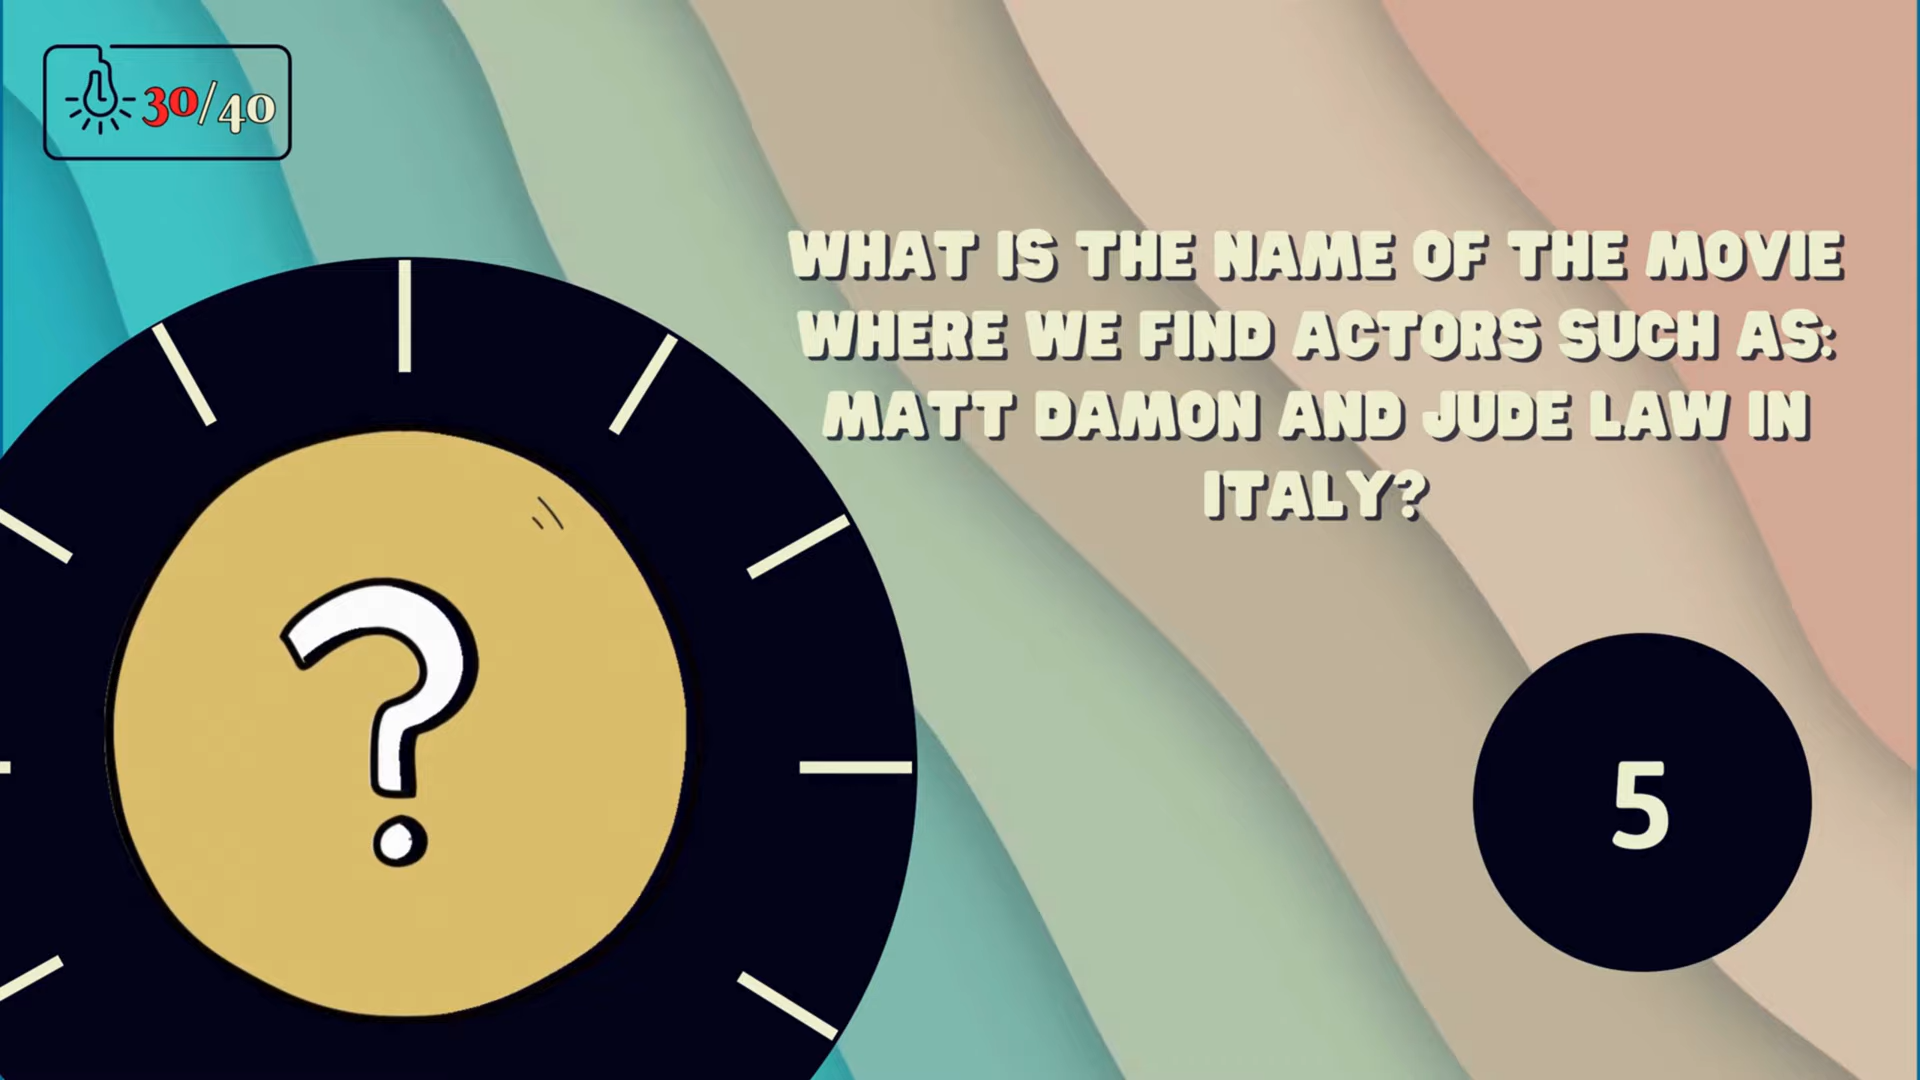 30/40
WHAT IS THE NAME OF THE MOVIE
WHERE WE FIND ACTORS SUCH AS:
MATT DAMON AND JUDE LAW IN
ITALY?
?
5